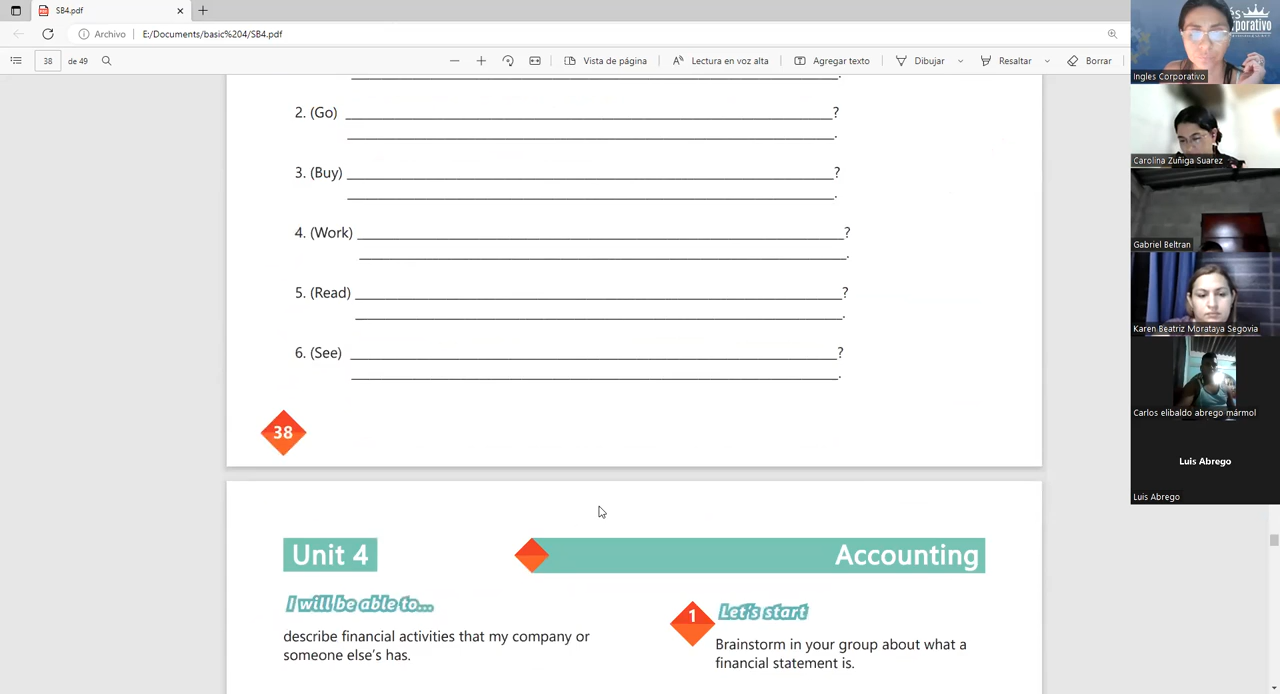 SB4.pdf
Archivo
E:/Documents/basic%204/SB4.pdf
38
de 49
Vista de página
Lectura en voz alta
Agregar texto
Dibujar
Resaltar
Borrar
2. (Go) ?
.
3. (Buy) ?
.
4. (Work) ?
.
5. (Read) ?
.
6. (See) ?
.
38
Unit 4
Accounting
I will be able to...
describe financial activities that my company or
someone else's has.
1
Let's start
Brainstorm in your group about what a
financial statement is.
Ingles Corporativo
Carolina Zuñiga Suarez
Gabriel Beltran
Karen Beatriz Morataya Segovia
Carlos elibaldo abrego mármol
Luis Abrego
Luis Abrego